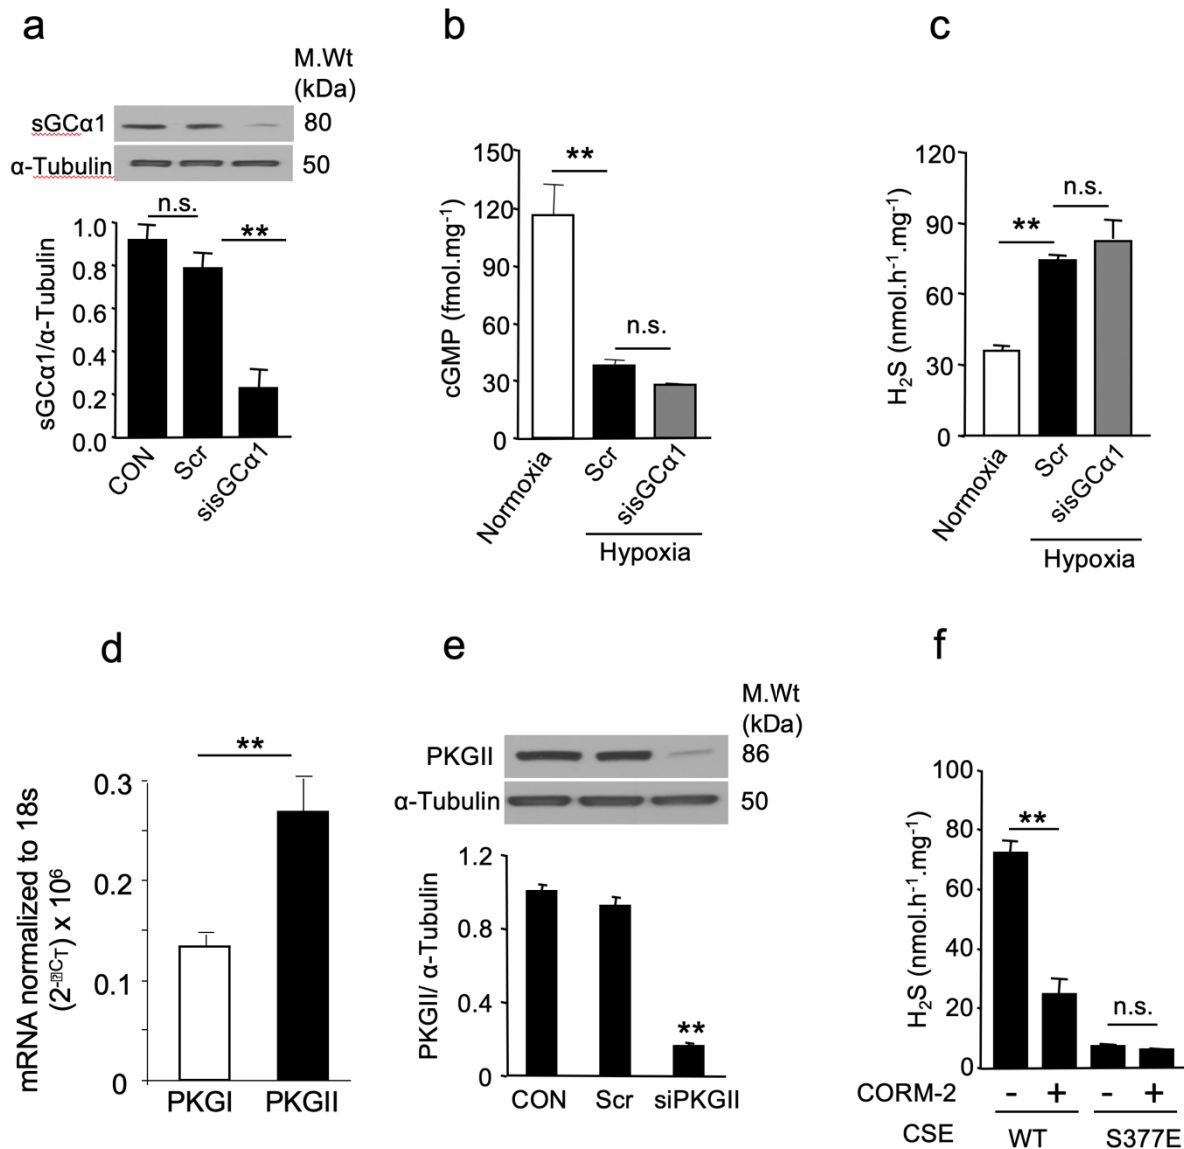 a
M.Wt
(kDa)
sGCα1
80
α-Tubulin
50
n.s.
**
sGCα1/α-Tubulin
1.0
0.8
0.6
0.4
0.2
0.0
CON
Scr
sisGCα1
b
cGMP (fmol.mg⁻¹)
150
120
90
60
30
0
**
n.s.
Normoxia
Scr
sisGCα1
Hypoxia
c
H₂S (nmol.h⁻¹.mg⁻¹)
120
90
60
30
0
**
n.s.
Normoxia
Scr
sisGCα1
Hypoxia
d
mRNA normalized to 18s
(2⁻ CT) x 10⁶
0.3
0.2
0.1
0
**
PKGI
PKGII
e
M.Wt
(kDa)
PKGII
86
α-Tubulin
50
PKGII/ α-Tubulin
1.2
0.8
0.4
0
**
CON
Scr
siPKGII
f
H₂S (nmol.h⁻¹.mg⁻¹)
100
80
60
40
20
0
**
n.s.
CORM-2 - + - +
CSE WT S377E